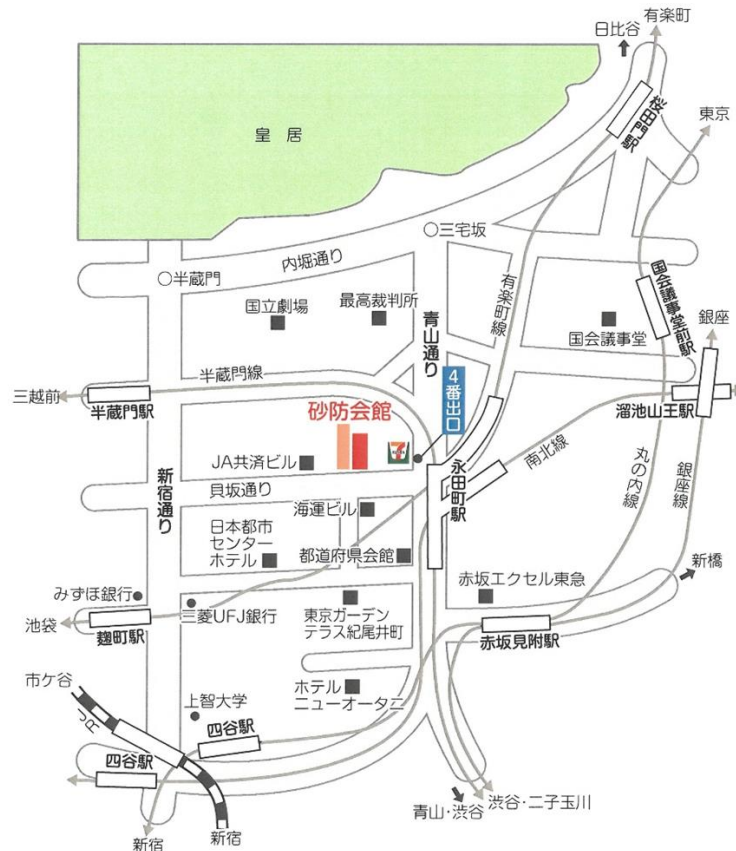 有楽町
日比谷
桜田門駅
東京
皇居
三宅坂
内堀通り
半蔵門
有楽町線
国会議事堂前駅
国立劇場
最高裁判所
青山通り
国会議事堂
銀座
半蔵門線
4番出口
三越前
半蔵門駅
溜池山王駅
砂防会館
7
JA共済ビル
永田町駅
南北線
丸の内線
銀座線
新宿通り
貝坂通り
海運ビル
日本都市
センター
ホテル
都道府県会館
新橋
みずほ銀行
赤坂エクセル東急
池袋
麹町駅
三菱UFJ銀行
東京ガーデン
テラス紀尾井町
赤坂見附駅
市ケ谷
JR
上智大学
ホテル
ニューオータニ
四谷駅
四谷駅
青山・渋谷
渋谷・二子玉川
新宿
新宿